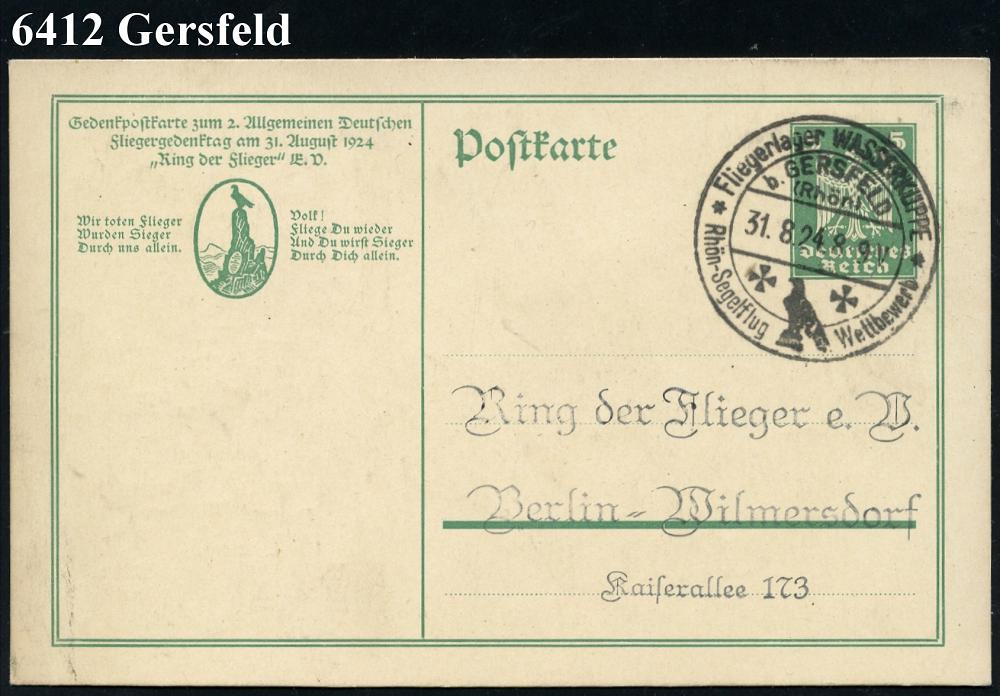 6412 Gersfeld
Gedenkpostkarte zum 2. Allgemeinen Deutschen
Fliegergedenktag am 31. August 1924
„Ring der Flieger" E. V.
Wir toten Flieger
Wurden Sieger
Durch uns allein.
Volk!
Fliege Du wieder
Und Du wirst Sieger
Durch Dich allein.
Postkarte
5
Deutsches
Reich
* Fliegerlager WASSERKUPPE *
b. GERSFELD
(Rhön)
31. 8. 24. 8-9 V.
Rhön-Segelflug Wettbewerb
Ring der Flieger e. V.
Berlin-Wilmersdorf
Kaiserallee 173